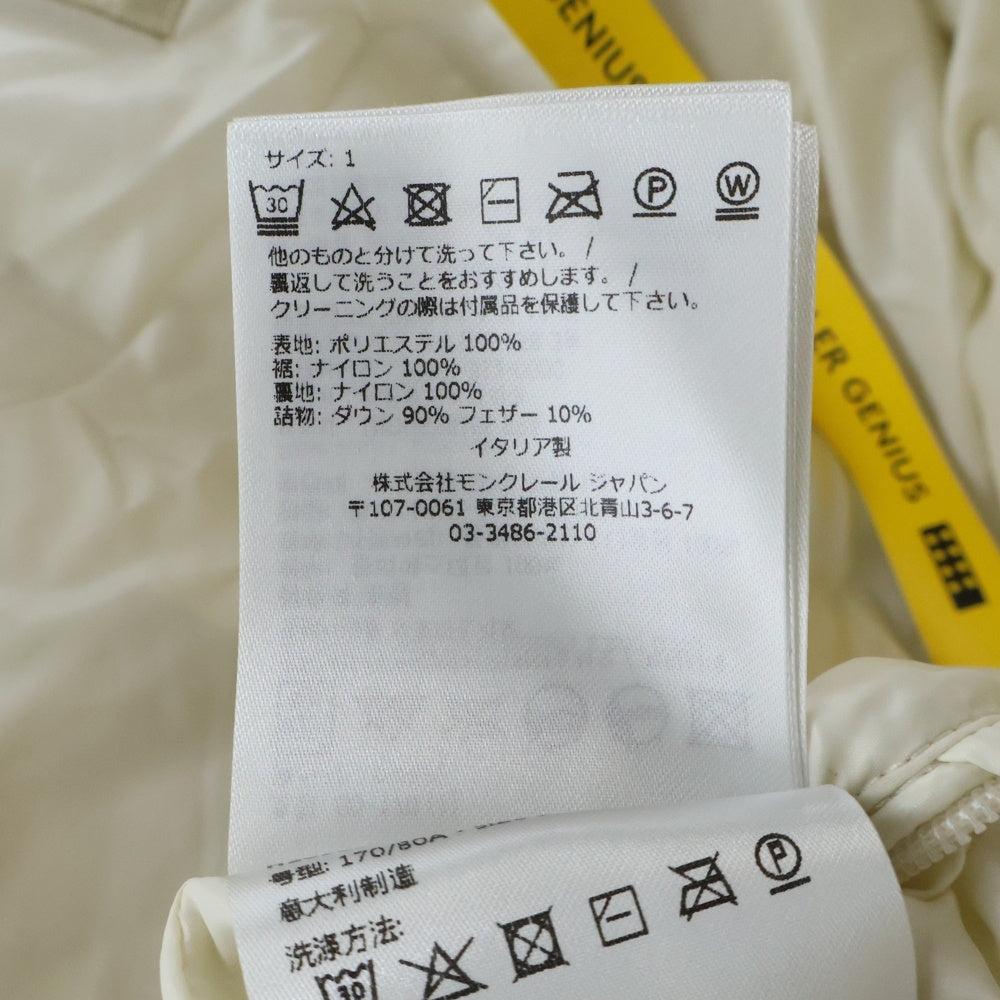 GENIUS
サイズ: 1
30
P
W
他のものと分けて洗って下さい。 /
裏返して洗うことをおすすめします。 /
クリーニングの際は付属品を保護して下さい。
表地: ポリエステル 100%
裾: ナイロン 100%
裏地: ナイロン 100%
詰物: ダウン 90% フェザー 10%
イタリア製
株式会社モンクレール ジャパン
〒107-0061 東京都港区北青山3-6-7
03-3486-2110
LER GENIUS
号型: 170/80A
意大利制造
洗涤方法:
30
P